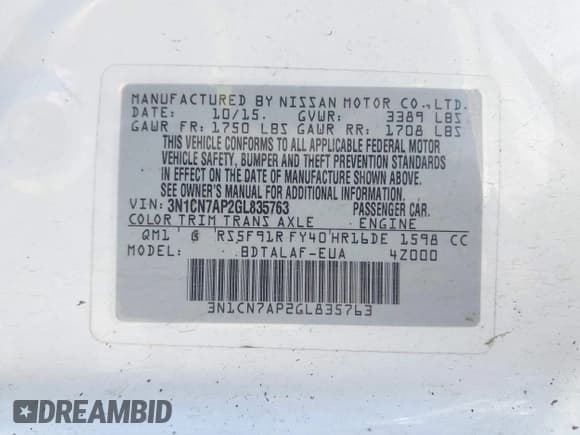 MANUFACTURED BY NISSAN MOTOR CO.,LTD.
DATE: 10/15. GVWR: 3389 LBS
GAWR FR: 1750 LBS GAWR RR: 1708 LBS
THIS VEHICLE CONFORMS TO ALL APPLICABLE FEDERAL MOTOR
VEHICLE SAFETY, BUMPER AND THEFT PREVENTION STANDARDS
IN EFFECT ON THE DATE OF MANUFACTURE SHOWN ABOVE.
SEE OWNER'S MANUAL FOR ADDITIONAL INFORMATION.
VIN: 3N1CN7AP2GL835763 PASSENGER CAR.
COLOR TRIM TRANS AXLE ENGINE
QM1 G RS5F91R FY40 HR16DE 1598 CC
MODEL: BDTALAF-EUA 4Z000
3N1CN7AP2GL835763
DREAMBID